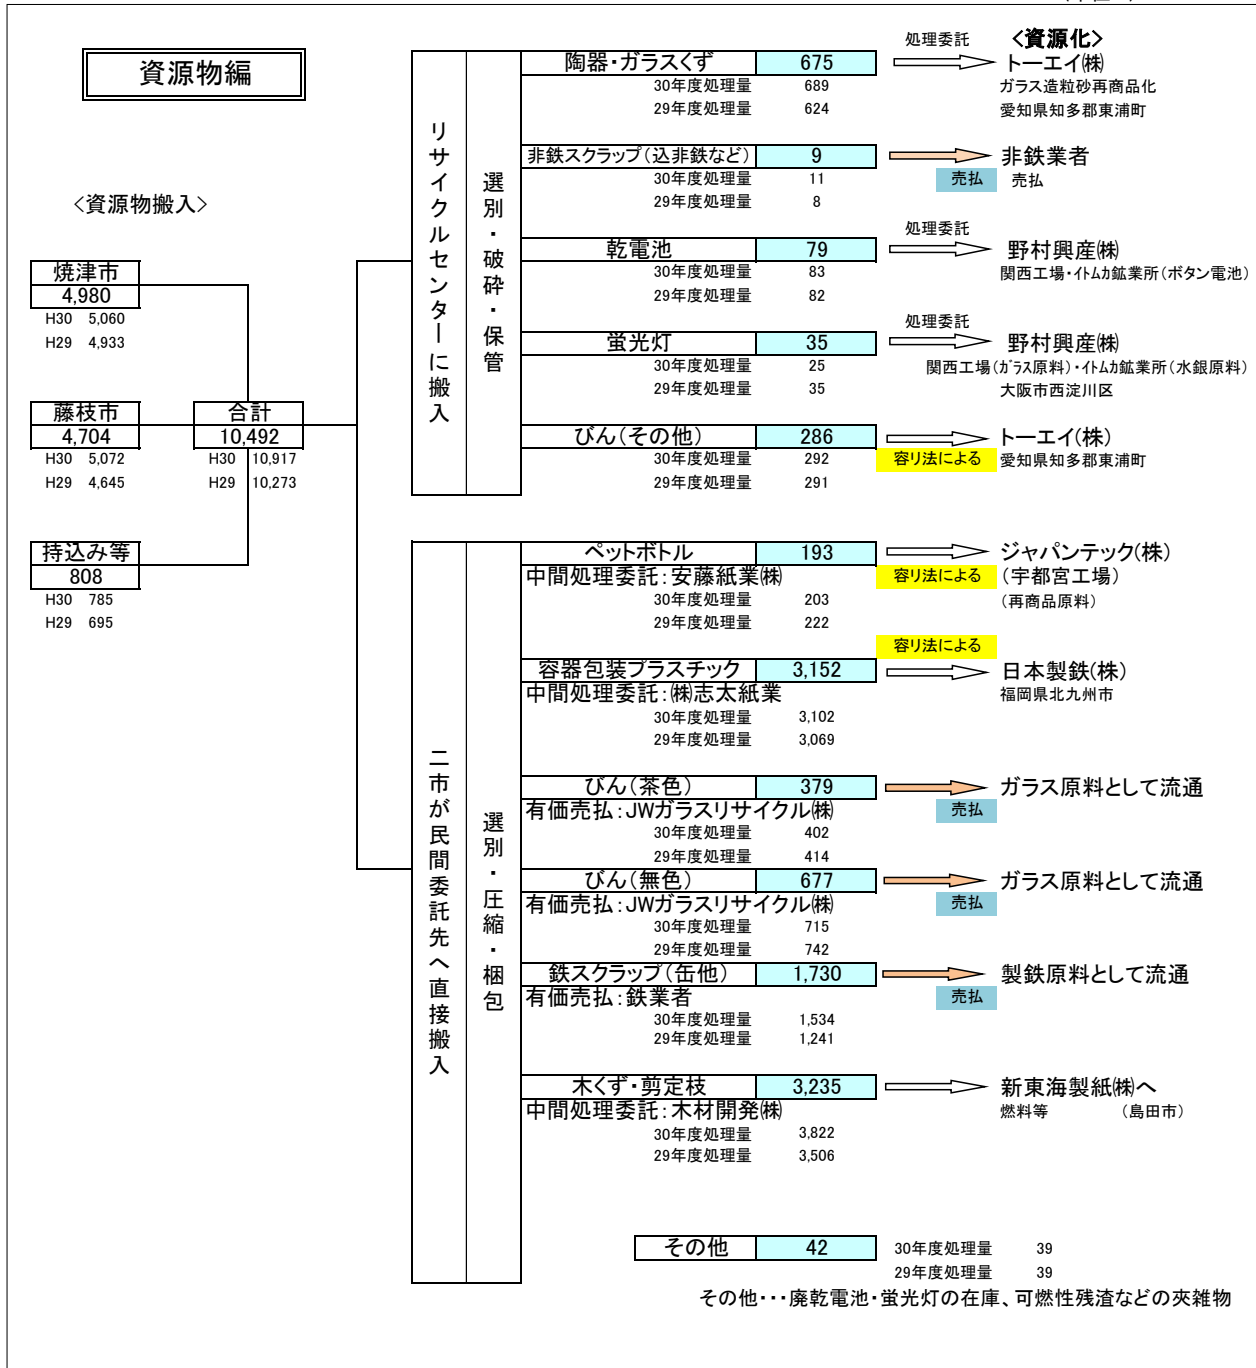 資源物編
<資源物搬入>
焼津市
4,980
H30 5,060
H29 4,933
藤枝市
4,704
H30 5,072
H29 4,645
持込み等
808
H30 785
H29 695
合計
10,492
H30 10,917
H29 10,273
リサイクルセンターに搬入
選別・破砕・保管
<資源化>
陶器・ガラスくず 675
処理委託
トーエイ㈱
30年度処理量 689
ガラス造粒砂再商品化
29年度処理量 624
愛知県知多郡東浦町
非鉄スクラップ(込非鉄など) 9
非鉄業者
30年度処理量 11
売払 売払
29年度処理量 8
処理委託
乾電池 79
野村興産㈱
30年度処理量 83
関西工場・イトムカ鉱業所(ボタン電池)
29年度処理量 82
処理委託
蛍光灯 35
野村興産㈱
30年度処理量 25
関西工場(ガラス原料)・イトムカ鉱業所(水銀原料)
29年度処理量 35
大阪市西淀川区
びん(その他) 286
トーエイ(株)
30年度処理量 292
容リ法による 愛知県知多郡東浦町
29年度処理量 291
二市が民間委託先へ直接搬入
選別・圧縮・梱包
ペットボトル 193
ジャパンテック(株)
中間処理委託:安藤紙業㈱
容リ法による (宇都宮工場)
30年度処理量 203
(再商品原料)
29年度処理量 222
容リ法による
容器包装プラスチック 3,152
日本製鉄(株)
中間処理委託:㈱志太紙業
福岡県北九州市
30年度処理量 3,102
29年度処理量 3,069
びん(茶色) 379
ガラス原料として流通
有価売払:JWガラスリサイクル㈱
売払
30年度処理量 402
29年度処理量 414
びん(無色) 677
ガラス原料として流通
有価売払:JWガラスリサイクル㈱
売払
30年度処理量 715
29年度処理量 742
鉄スクラップ(缶他) 1,730
製鉄原料として流通
有価売払:鉄業者
売払
30年度処理量 1,534
29年度処理量 1,241
木くず・剪定枝 3,235
新東海製紙㈱へ
中間処理委託:木材開発㈱
燃料等 (島田市)
30年度処理量 3,822
29年度処理量 3,506
その他 42
30年度処理量 39
29年度処理量 39
その他・・・廃乾電池・蛍光灯の在庫、可燃性残渣などの夾雑物